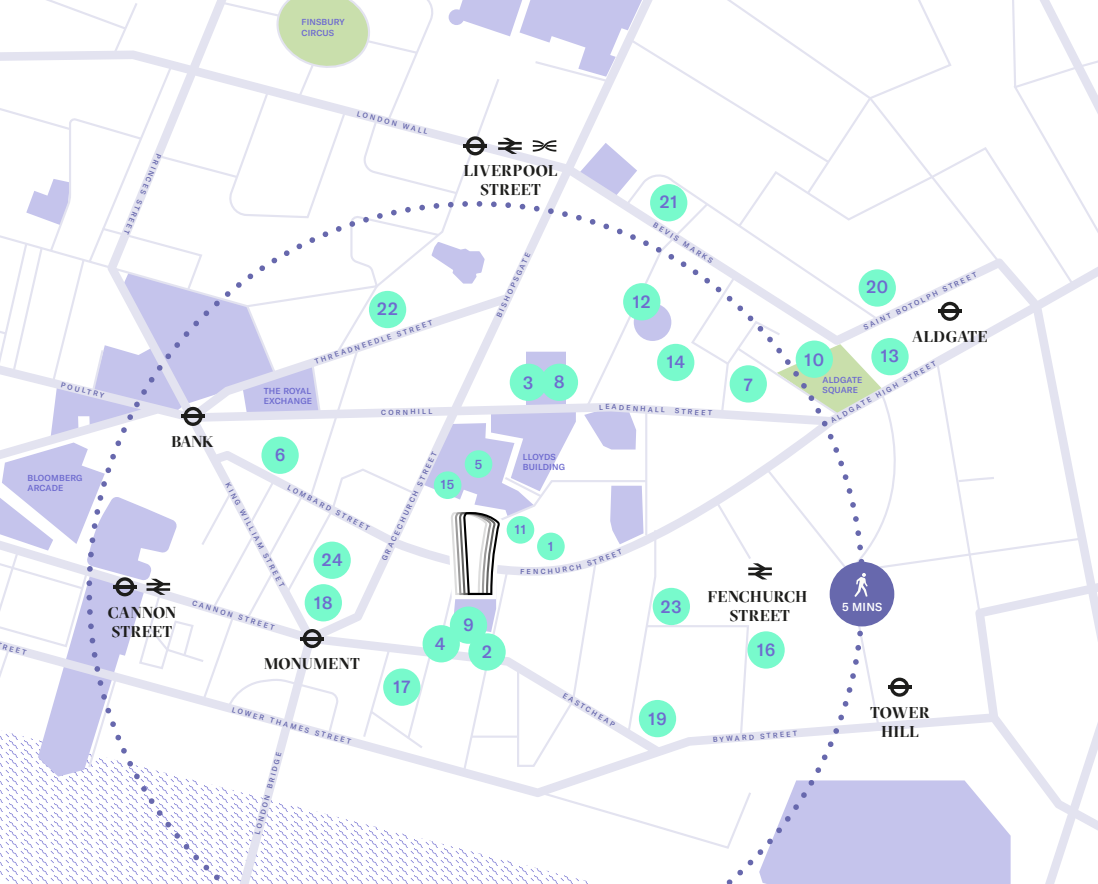 FINSBURY
CIRCUS
LONDON WALL
LIVERPOOL
STREET
PRINCES STREET
21
BEVIS MARKS
BISHOPSGATE
20
SAINT BOTOLPH STREET
ALDGATE
12
22
THREADNEEDLE STREET
14
10
13
ALDGATE
SQUARE
ALDGATE HIGH STREET
3
8
7
POULTRY
THE ROYAL
EXCHANGE
CORNHILL
LEADENHALL STREET
BANK
6
5
LLOYDS
BUILDING
15
BLOOMBERG
ARCADE
KING WILLIAM STREET
LOMBARD STREET
GRACECHURCH STREET
11
1
FENCHURCH STREET
24
18
CANNON
STREET
CANNON STREET
23
FENCHURCH
STREET
5 MINS
9
4
2
16
MONUMENT
REET
17
EASTCHEAP
19
BYWARD STREET
TOWER
HILL
LOWER THAMES STREET
LONDON BRIDGE